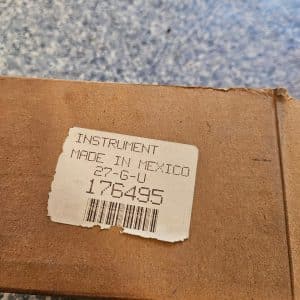 INSTRUMENT
MADE IN MEXICO
27-G-U
176495